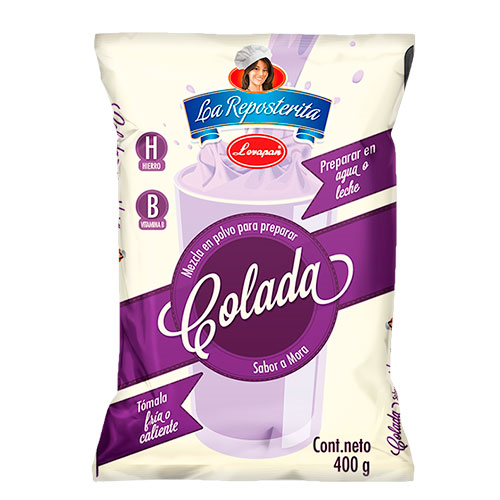 La Reposterita
Levapan
H
HIERRO
B
VITAMINA B
Preparar en
agua o
leche
Mezcla en polvo para preparar
Colada
Sabor a Mora
Tómala
fría o
caliente
Cont.neto
400 g
Colada